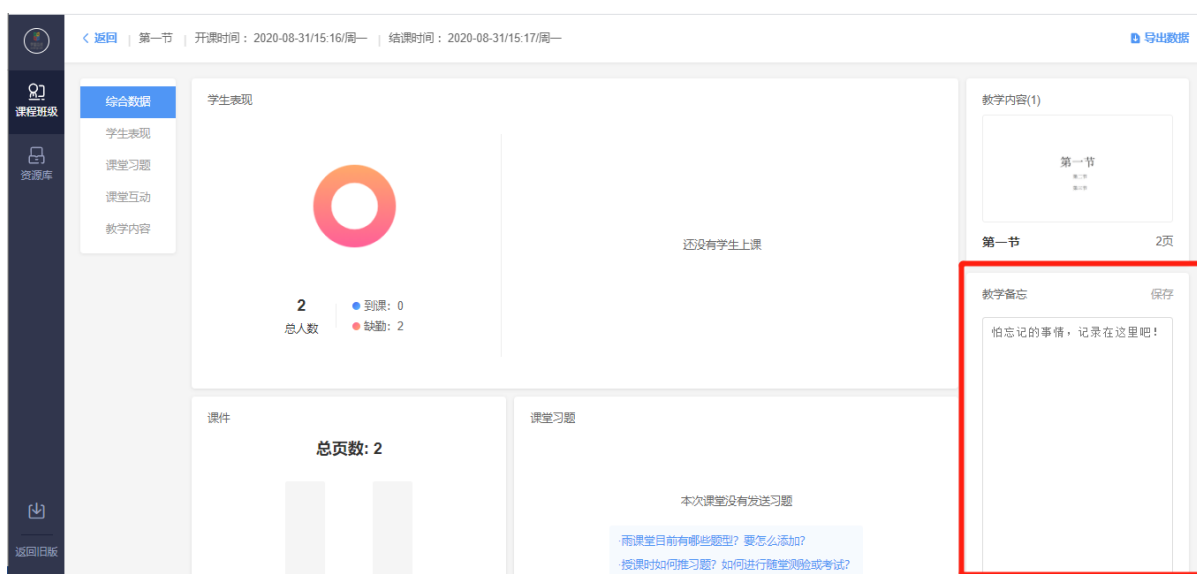 返回 | 第一节 | 开课时间：2020-08-31/15:16/周一 | 结课时间：2020-08-31/15:17/周一
导出数据
课程班级
资源库
返回旧版
综合数据
学生表现
课堂习题
课堂互动
教学内容
学生表现
2
总人数
到课：0
缺勤：2
还没有学生上课
教学内容(1)
第一节
第二节
第三节
第一节 2页
教学备忘 保存
怕忘记的事情，记录在这里吧！
课件
总页数: 2
课堂习题
本次课堂没有发送习题
·雨课堂目前有哪些题型？要怎么添加？
·授课时如何推习题？如何进行随堂测验或考试？